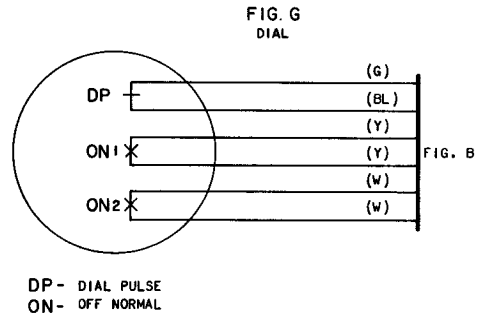 FIG. G
DIAL
(G)
DP
(BL)
(Y)
ON1
(Y)
FIG. B
(W)
ON2
(W)
DP- DIAL PULSE
ON- OFF NORMAL